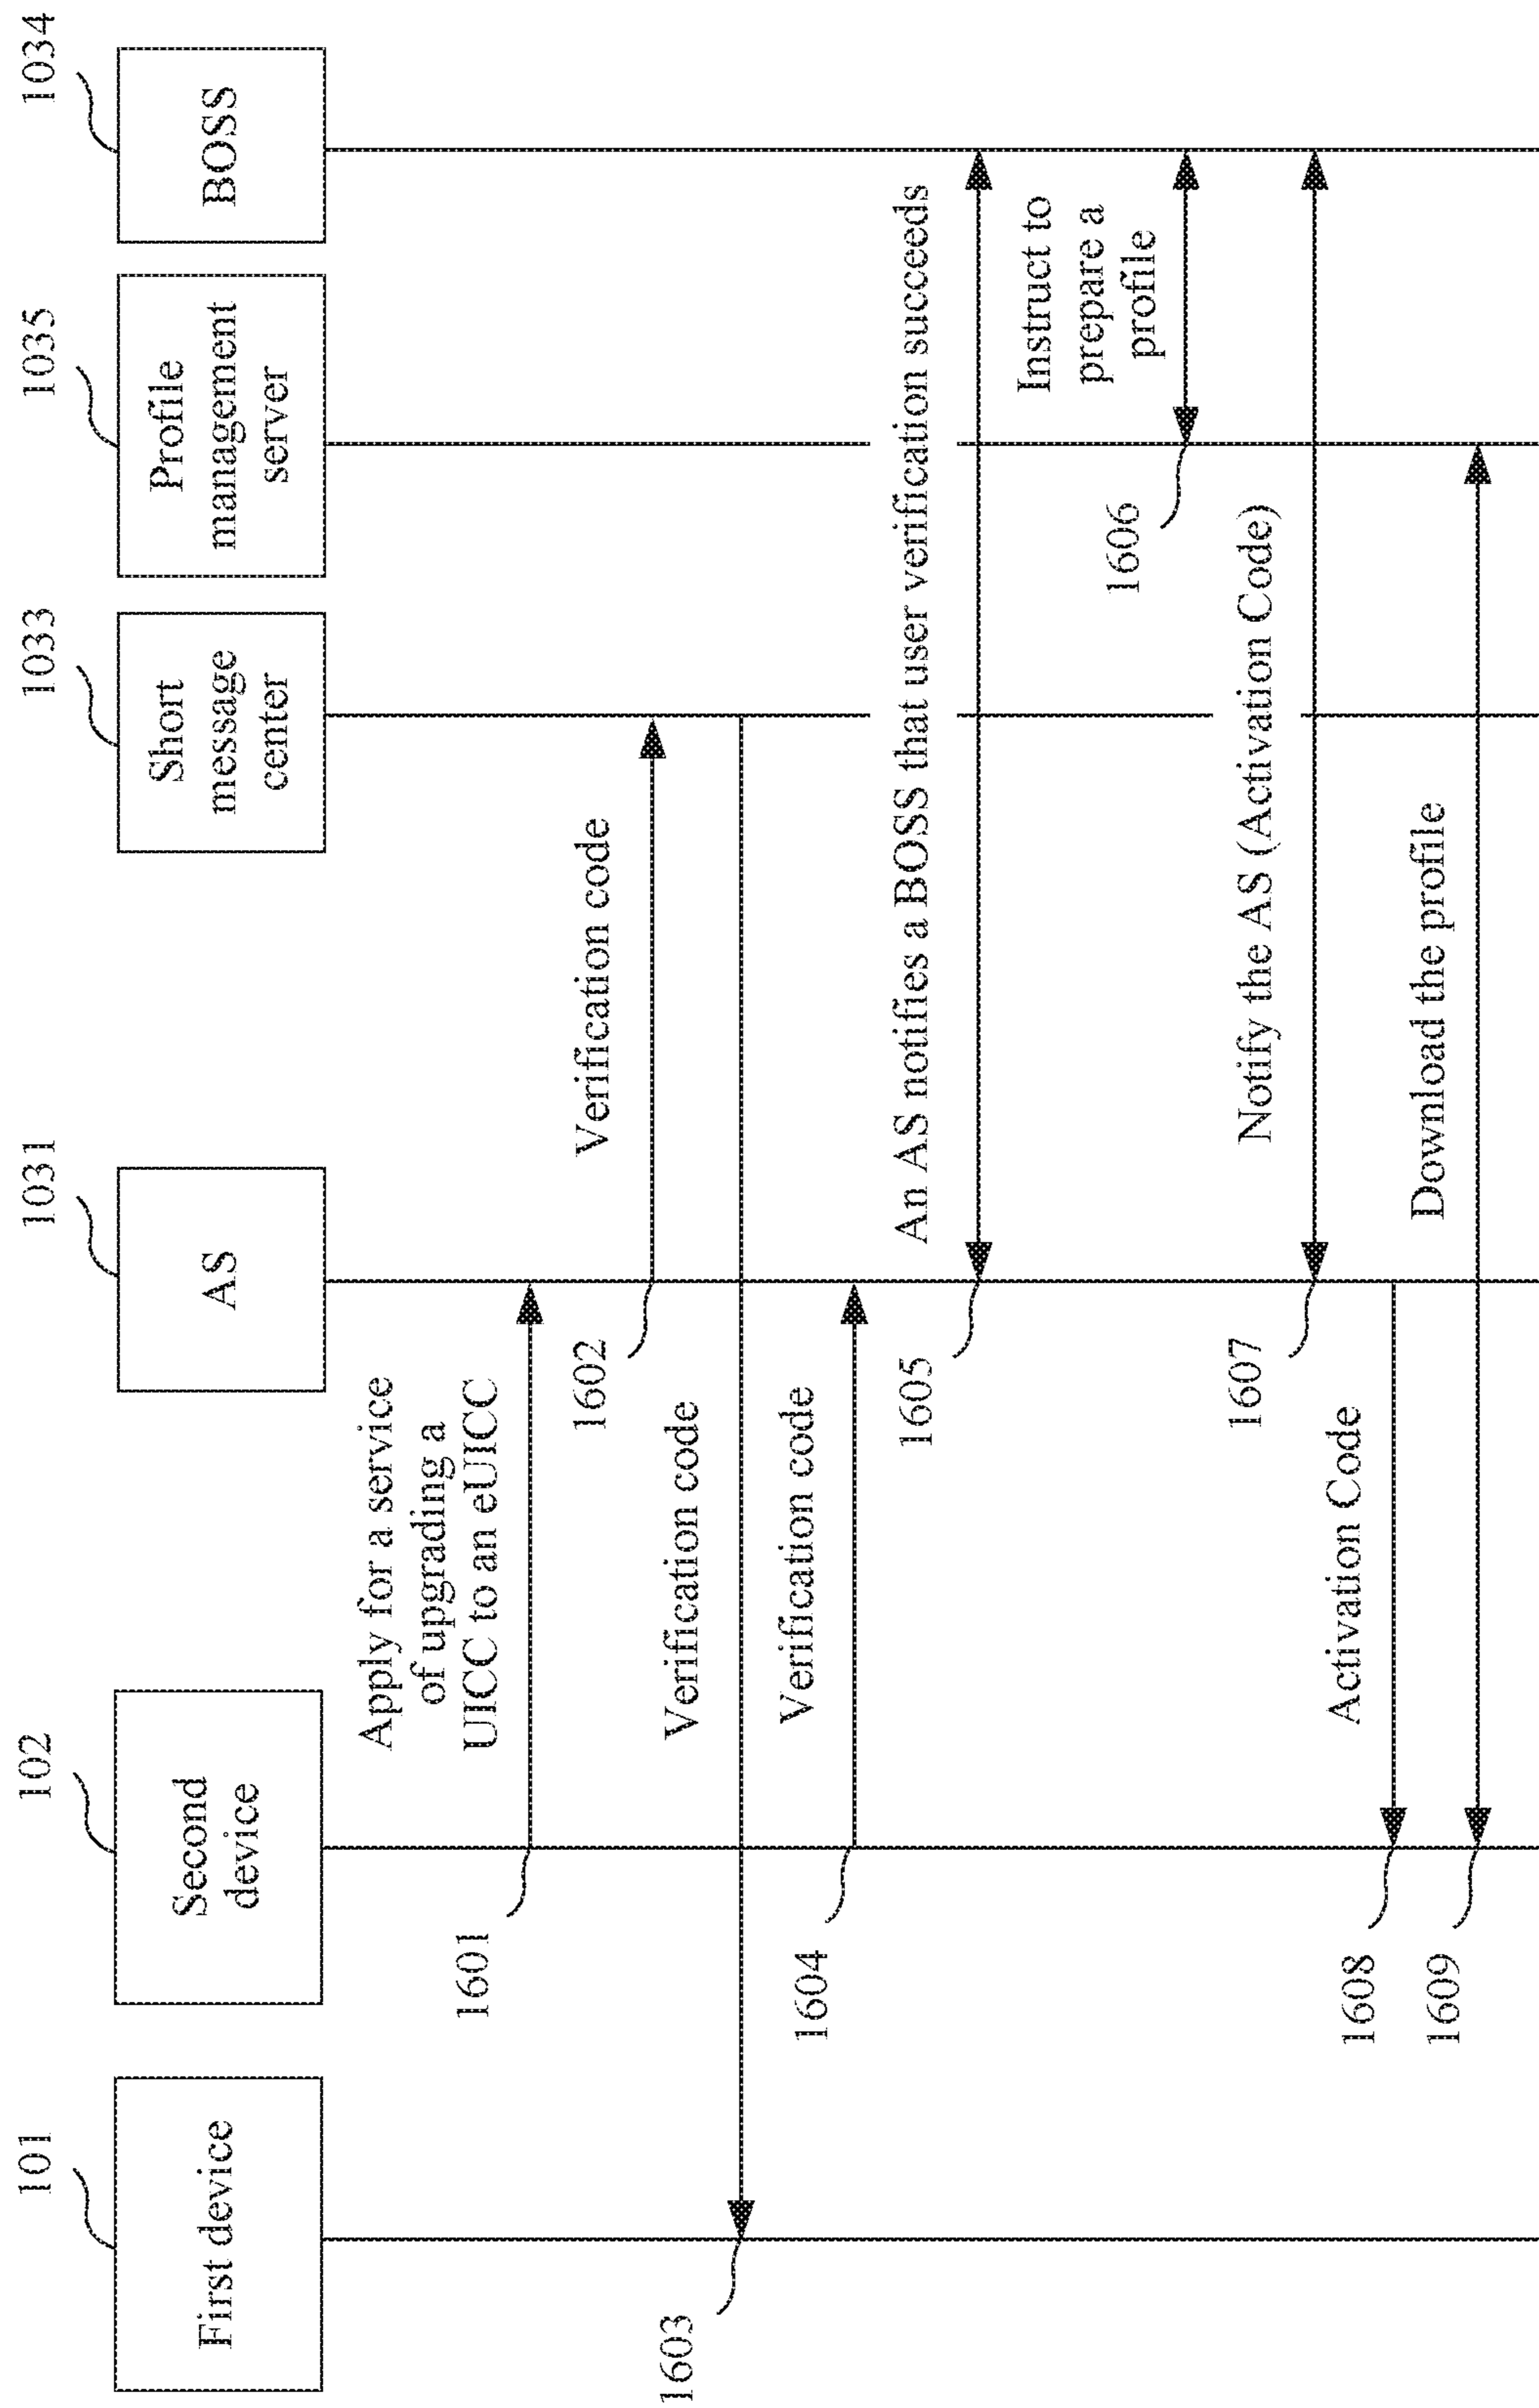 101
102
1031
1033
1035
1034
First device
Second
device
AS
Short
message
center
Profile
management
server
BOSS
Apply for a service
of upgrading a
UICC to an eUICC
1601
Verification code
1602
Verification code
1603
Verification code
1604
An AS notifies a BOSS that user verification succeeds
1605
Instruct to
prepare a
profile
1606
Notify the AS (Activation Code)
1607
Activation Code
1608
Download the profile
1609